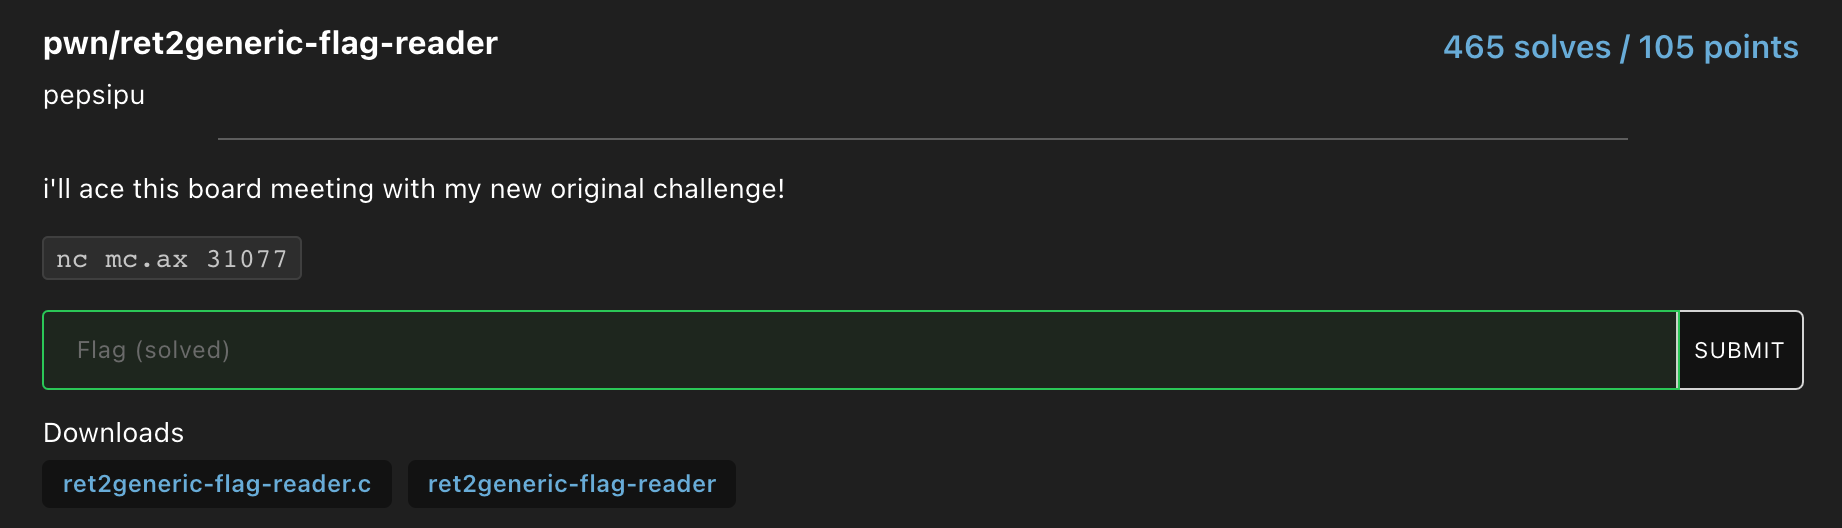 pwn/ret2generic-flag-reader
465 solves / 105 points
pepsipu
i'll ace this board meeting with my new original challenge!
nc mc.ax 31077
Flag (solved)
SUBMIT
Downloads
ret2generic-flag-reader.c
ret2generic-flag-reader